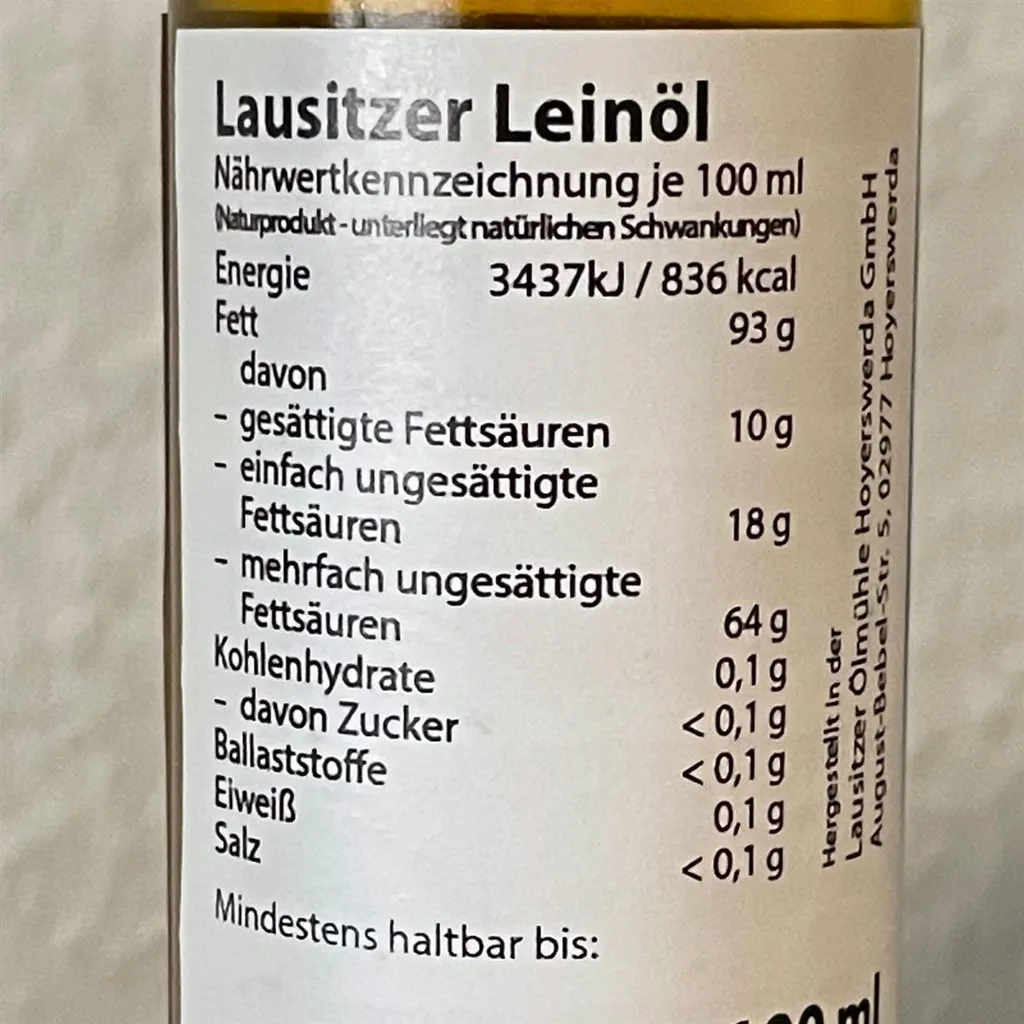 Lausitzer Leinöl
Nährwertkennzeichnung je 100 ml
(Naturprodukt - unterliegt natürlichen Schwankungen)
Energie 3437kJ / 836 kcal
Fett 93 g
davon
- gesättigte Fettsäuren 10 g
- einfach ungesättigte
Fettsäuren 18 g
- mehrfach ungesättigte
Fettsäuren 64 g
Kohlenhydrate 0,1 g
- davon Zucker < 0,1 g
Ballaststoffe < 0,1 g
Eiweiß 0,1 g
Salz < 0,1 g
Mindestens haltbar bis:
Hergestellt in der
Lausitzer Ölmühle Hoyerswerda GmbH
August-Bebel-Str. 5, 02977 Hoyerswerda
ml